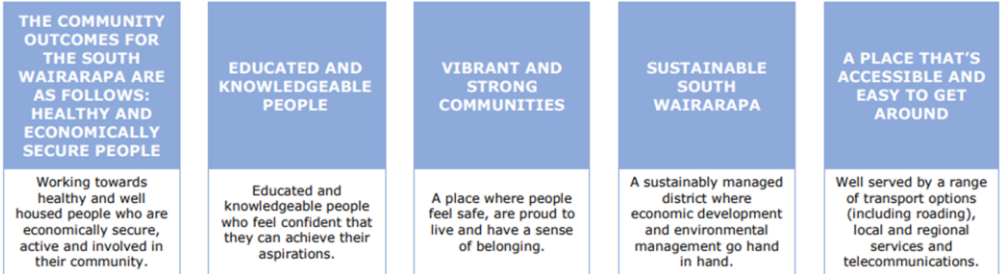 THE COMMUNITY
OUTCOMES FOR
THE SOUTH
WAIRARAPA ARE
AS FOLLOWS:
HEALTHY AND
ECONOMICALLY
SECURE PEOPLE
Working towards
healthy and well
housed people who are
economically secure,
active and involved in
their community.
EDUCATED AND
KNOWLEDGEABLE
PEOPLE
Educated and
knowledgeable people
who feel confident that
they can achieve their
aspirations.
VIBRANT AND
STRONG
COMMUNITIES
A place where people
feel safe, are proud to
live and have a sense
of belonging.
SUSTAINABLE
SOUTH
WAIRARAPA
A sustainably managed
district where
economic development
and environmental
management go hand
in hand.
A PLACE THAT’S
ACCESSIBLE AND
EASY TO GET
AROUND
Well served by a range
of transport options
(including roading),
local and regional
services and
telecommunications.